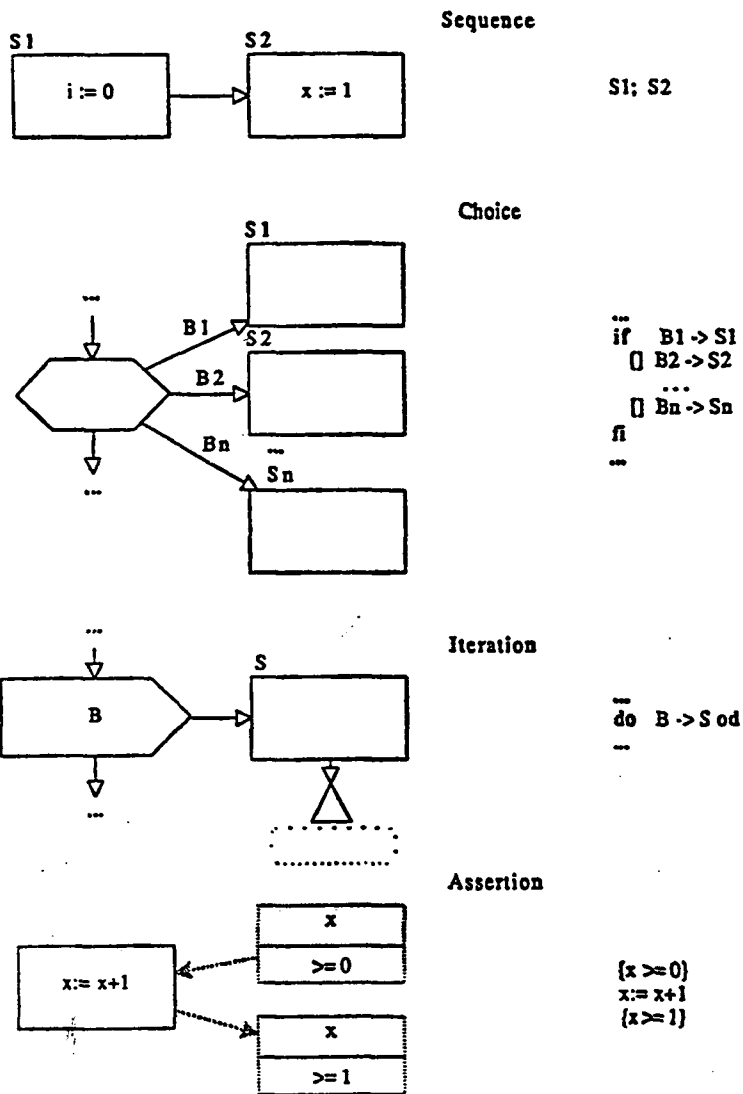 Sequence
S1
S2
i := 0
x := 1
S1; S2
Choice
S1
...
B1
S2
B2
Bn
...
Sn
...
...
if B1 -> S1
[] B2 -> S2
...
[] Bn -> Sn
fi
...
Iteration
...
S
B
...
...
do B -> S od
...
Assertion
x
>=0
x:= x+1
x
>=1
{x >=0}
x:= x+1
{x>=1}